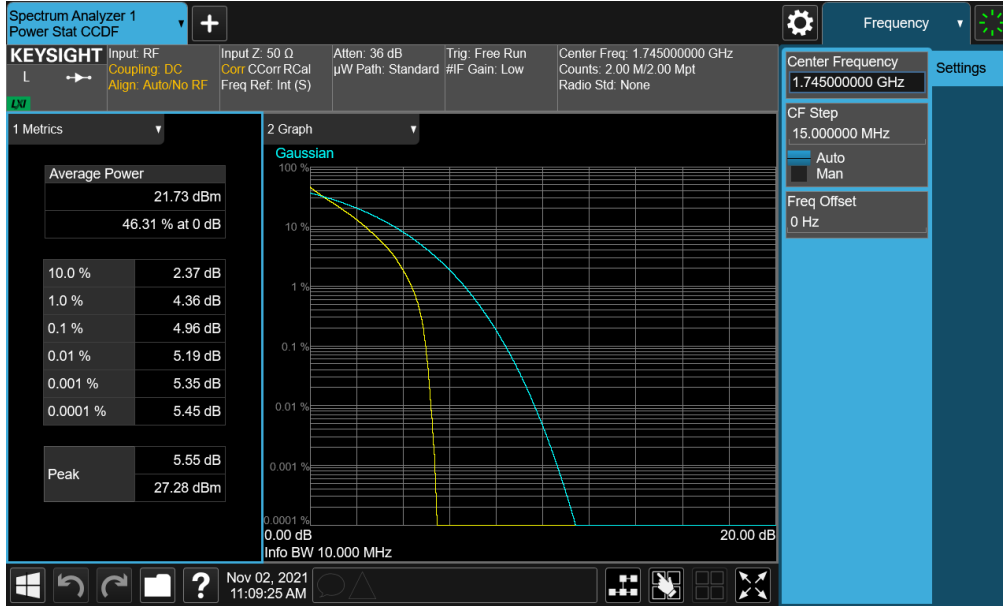 Spectrum Analyzer 1
Power Stat CCDF
Frequency
KEYSIGHT
L
LXI
Input: RF
Coupling: DC
Align: Auto/No RF
Input Z: 50 Ω
Corr CCorr RCal
Freq Ref: Int (S)
Atten: 36 dB
µW Path: Standard
Trig: Free Run
#IF Gain: Low
Center Freq: 1.745000000 GHz
Counts: 2.00 M/2.00 Mpt
Radio Std: None
Center Frequency
1.745000000 GHz
Settings
CF Step
15.000000 MHz
Auto
Man
Freq Offset
0 Hz
1 Metrics
Average Power
21.73 dBm
46.31 % at 0 dB
10.0 % 2.37 dB
1.0 % 4.36 dB
0.1 % 4.96 dB
0.01 % 5.19 dB
0.001 % 5.35 dB
0.0001 % 5.45 dB
Peak
5.55 dB
27.28 dBm
2 Graph
Gaussian
100 %
10 %
1 %
0.1 %
0.01 %
0.001 %
0.0001 %
0.00 dB 20.00 dB
Info BW 10.000 MHz
?
Nov 02, 2021
11:09:25 AM